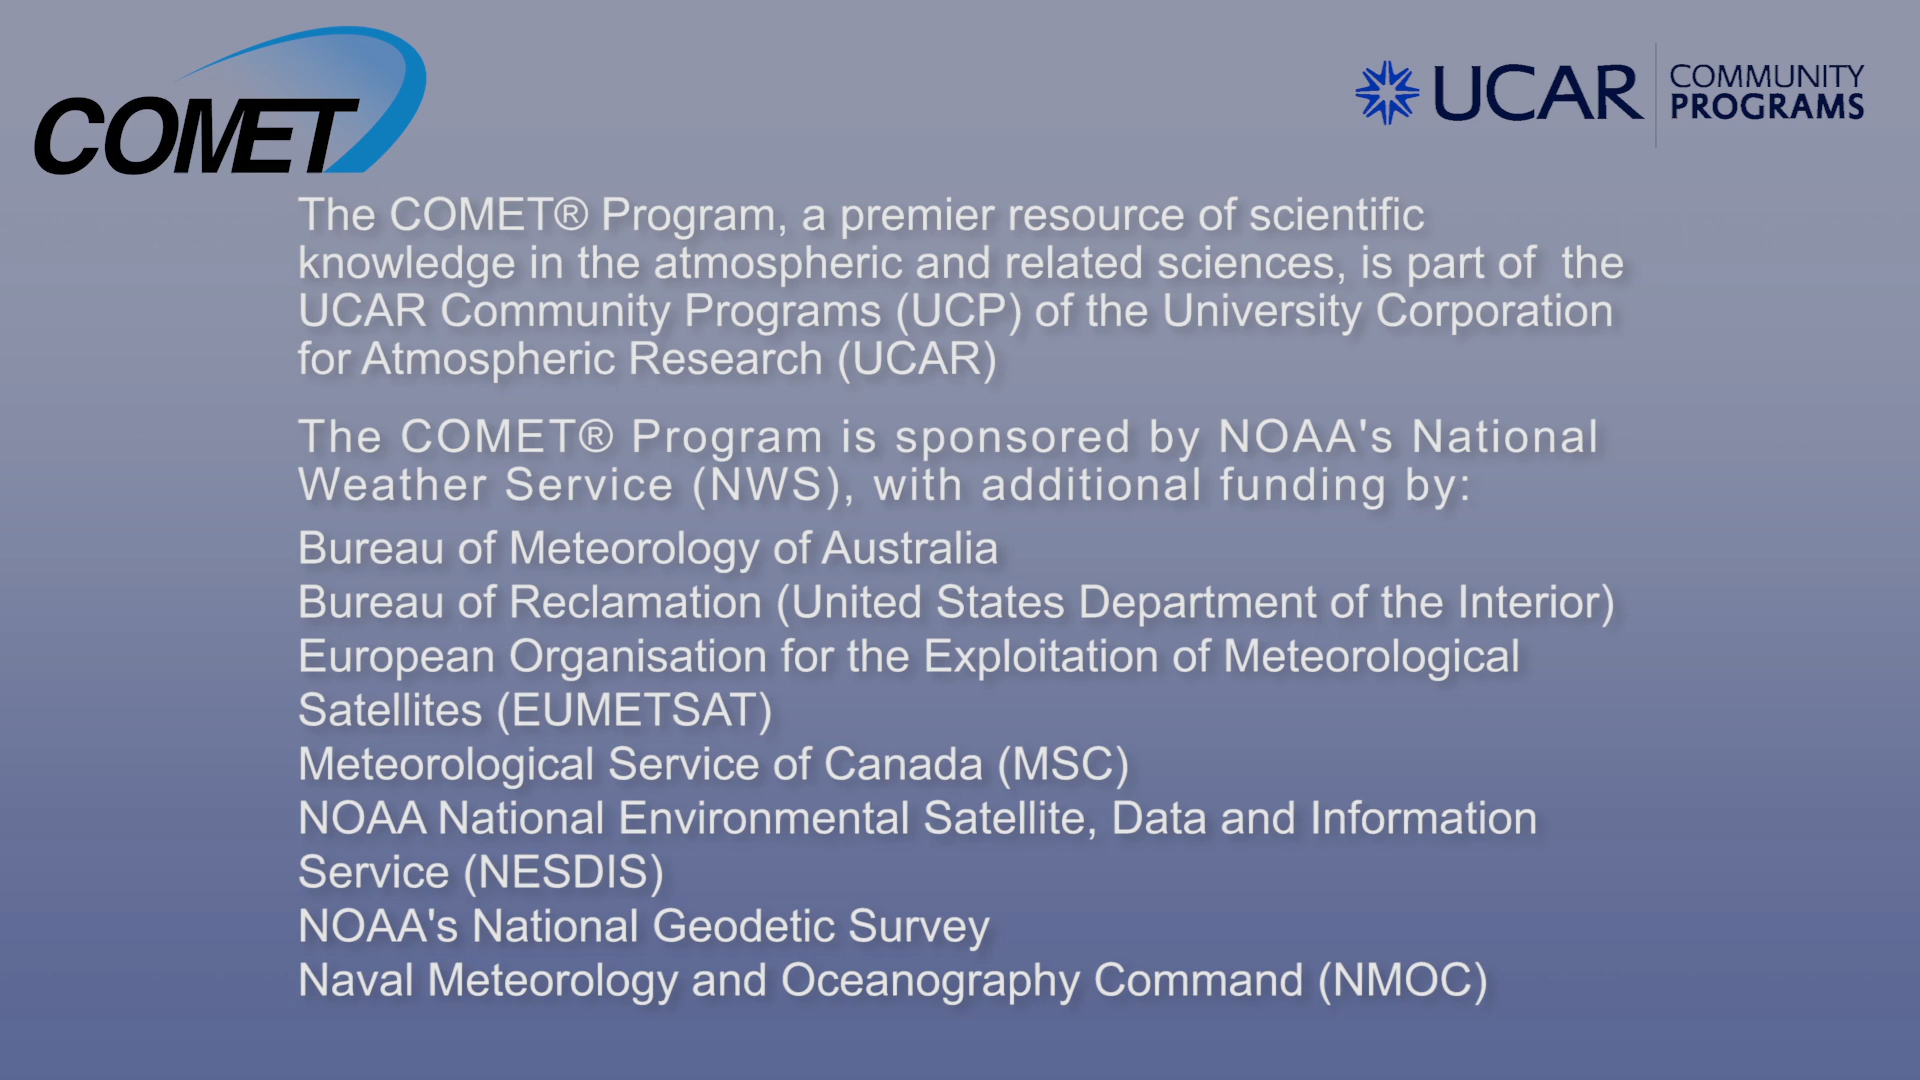 COMET
UCAR
COMMUNITY
PROGRAMS
The COMET® Program, a premier resource of scientific
knowledge in the atmospheric and related sciences, is part of  the
UCAR Community Programs (UCP) of the University Corporation
for Atmospheric Research (UCAR)
The COMET® Program is sponsored by NOAA's National
Weather Service (NWS), with additional funding by:
Bureau of Meteorology of Australia
Bureau of Reclamation (United States Department of the Interior)
European Organisation for the Exploitation of Meteorological
Satellites (EUMETSAT)
Meteorological Service of Canada (MSC)
NOAA National Environmental Satellite, Data and Information
Service (NESDIS)
NOAA's National Geodetic Survey
Naval Meteorology and Oceanography Command (NMOC)